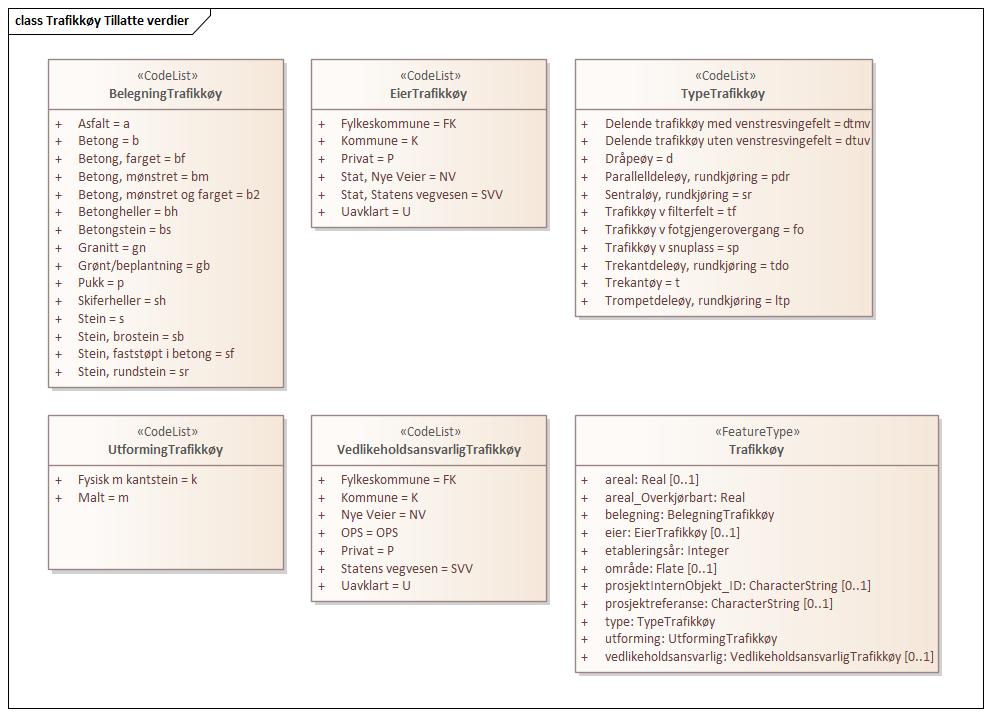 class Trafikkøy Tillatte verdier
«CodeList»
BelegningTrafikkøy
+ Asfalt = a
+ Betong = b
+ Betong, farget = bf
+ Betong, mønstret = bm
+ Betong, mønstret og farget = b2
+ Betongheller = bh
+ Betongstein = bs
+ Granitt = gn
+ Grønt/beplantning = gb
+ Pukk = p
+ Skiferheller = sh
+ Stein = s
+ Stein, brostein = sb
+ Stein, faststøpt i betong = sf
+ Stein, rundstein = sr
«CodeList»
EierTrafikkøy
+ Fylkeskommune = FK
+ Kommune = K
+ Privat = P
+ Stat, Nye Veier = NV
+ Stat, Statens vegvesen = SVV
+ Uavklart = U
«CodeList»
TypeTrafikkøy
+ Delende trafikkøy med venstresvingefelt = dtmv
+ Delende trafikkøy uten venstresvingefelt = dtuv
+ Dråpeøy = d
+ Parallelldeleøy, rundkjøring = pdr
+ Sentraløy, rundkjøring = sr
+ Trafikkøy v filterfelt = tf
+ Trafikkøy v fotgjengerovergang = fo
+ Trafikkøy v snuplass = sp
+ Trekantdeleøy, rundkjøring = tdo
+ Trekantøy = t
+ Trompetdeleøy, rundkjøring = ltp
«CodeList»
UtformingTrafikkøy
+ Fysisk m kantstein = k
+ Malt = m
«CodeList»
VedlikeholdsansvarligTrafikkøy
+ Fylkeskommune = FK
+ Kommune = K
+ Nye Veier = NV
+ OPS = OPS
+ Privat = P
+ Statens vegvesen = SVV
+ Uavklart = U
«FeatureType»
Trafikkøy
+ areal: Real [0..1]
+ areal_Overkjørbart: Real
+ belegning: BelegningTrafikkøy
+ eier: EierTrafikkøy [0..1]
+ etableringsår: Integer
+ område: Flate [0..1]
+ prosjektInternObjekt_ID: CharacterString [0..1]
+ prosjektreferanse: CharacterString [0..1]
+ type: TypeTrafikkøy
+ utforming: UtformingTrafikkøy
+ vedlikeholdsansvarlig: VedlikeholdsansvarligTrafikkøy [0..1]